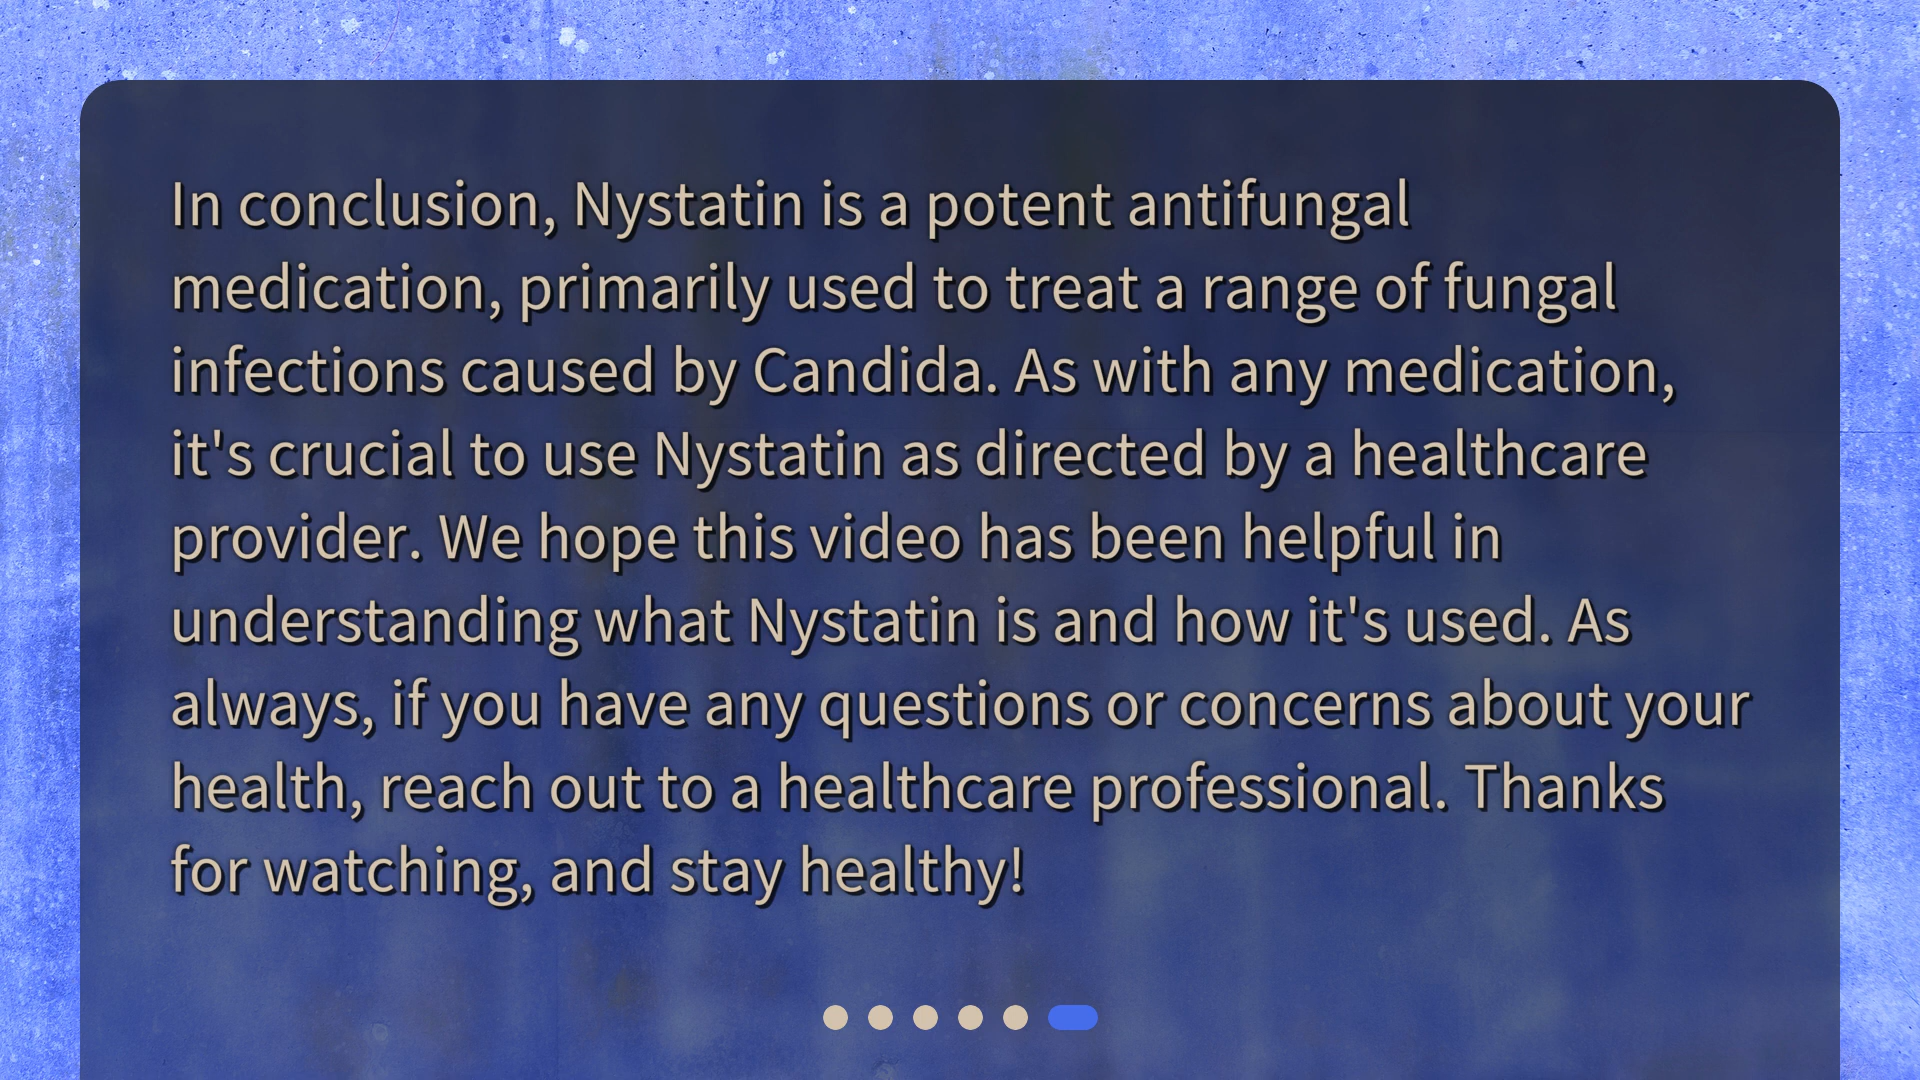 In conclusion, Nystatin is a potent antifungal
medication, primarily used to treat a range of fungal
infections caused by Candida. As with any medication,
it's crucial to use Nystatin as directed by a healthcare
provider. We hope this video has been helpful in
understanding what Nystatin is and how it's used. As
always, if you have any questions or concerns about your
health, reach out to a healthcare professional. Thanks
for watching, and stay healthy!